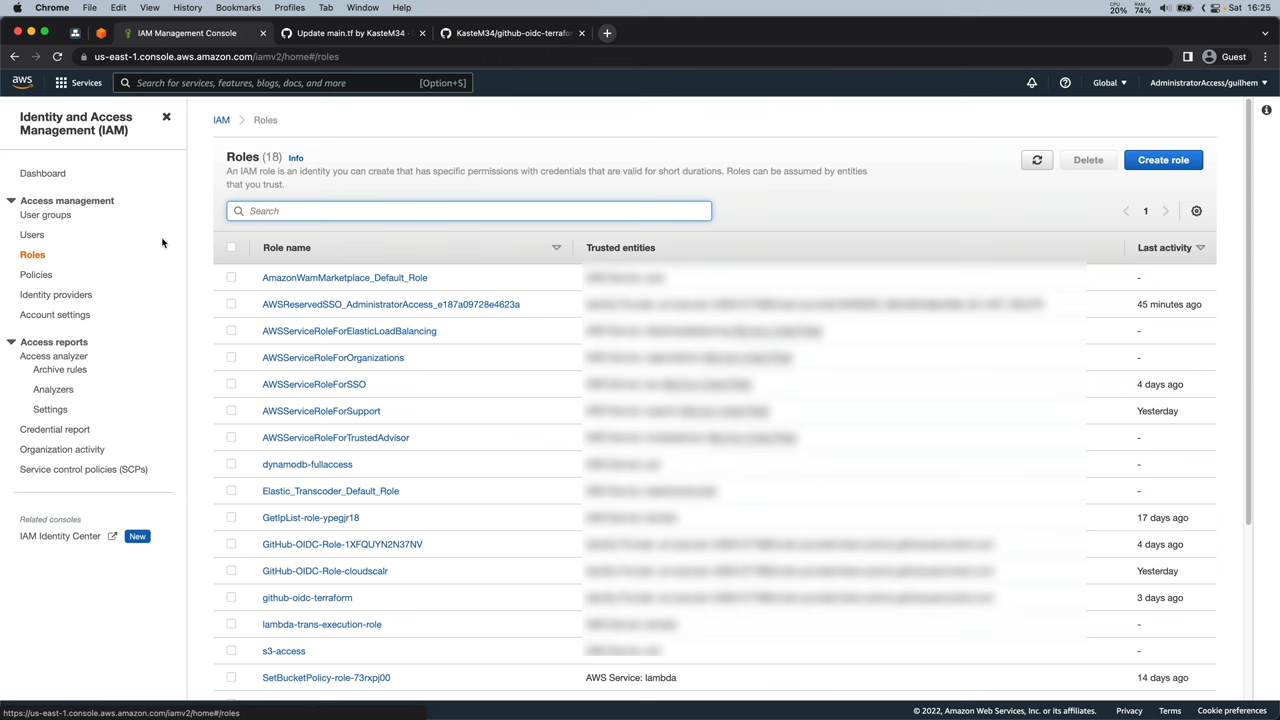 Chrome File Edit View History Bookmarks Profiles Tab Window Help CPU 20% RAM 74% Sat 16:25
IAM Management Console
Update main.tf by KasteM34 ·
KasteM34/github-oidc-terrafor
us-east-1.console.aws.amazon.com/iamv2/home#/roles Guest
aws Services Search for services, features, blogs, docs, and more [Option+S] Global AdministratorAccess/guilhem
Identity and Access
Management (IAM)
Dashboard
Access management
User groups
Users
Roles
Policies
Identity providers
Account settings
Access reports
Access analyzer
Archive rules
Analyzers
Settings
Credential report
Organization activity
Service control policies (SCPs)
Related consoles
IAM Identity Center New
IAM > Roles
Roles (18) Info
An IAM role is an identity you can create that has specific permissions with credentials that are valid for short durations. Roles can be assumed by entities
that you trust.
Delete Create role
Search
1
Role name Trusted entities Last activity
AmazonWamMarketplace_Default_Role -
AWSReservedSSO_AdministratorAccess_e187a09728e4623a 45 minutes ago
AWSServiceRoleForElasticLoadBalancing -
AWSServiceRoleForOrganizations -
AWSServiceRoleForSSO 4 days ago
AWSServiceRoleForSupport Yesterday
AWSServiceRoleForTrustedAdvisor -
dynamodb-fullaccess -
Elastic_Transcoder_Default_Role -
GetIpList-role-ypegjr18 17 days ago
GitHub-OIDC-Role-1XFQUYN2N37NV 4 days ago
GitHub-OIDC-Role-cloudscalr Yesterday
github-oidc-terraform 3 days ago
lambda-trans-execution-role -
s3-access -
SetBucketPolicy-role-73rxpj00 AWS Service: lambda 14 days ago
https://us-east-1.console.aws.amazon.com/iamv2/home#/roles
© 2022, Amazon Web Services, Inc. or its affiliates. Privacy Terms Cookie preferences